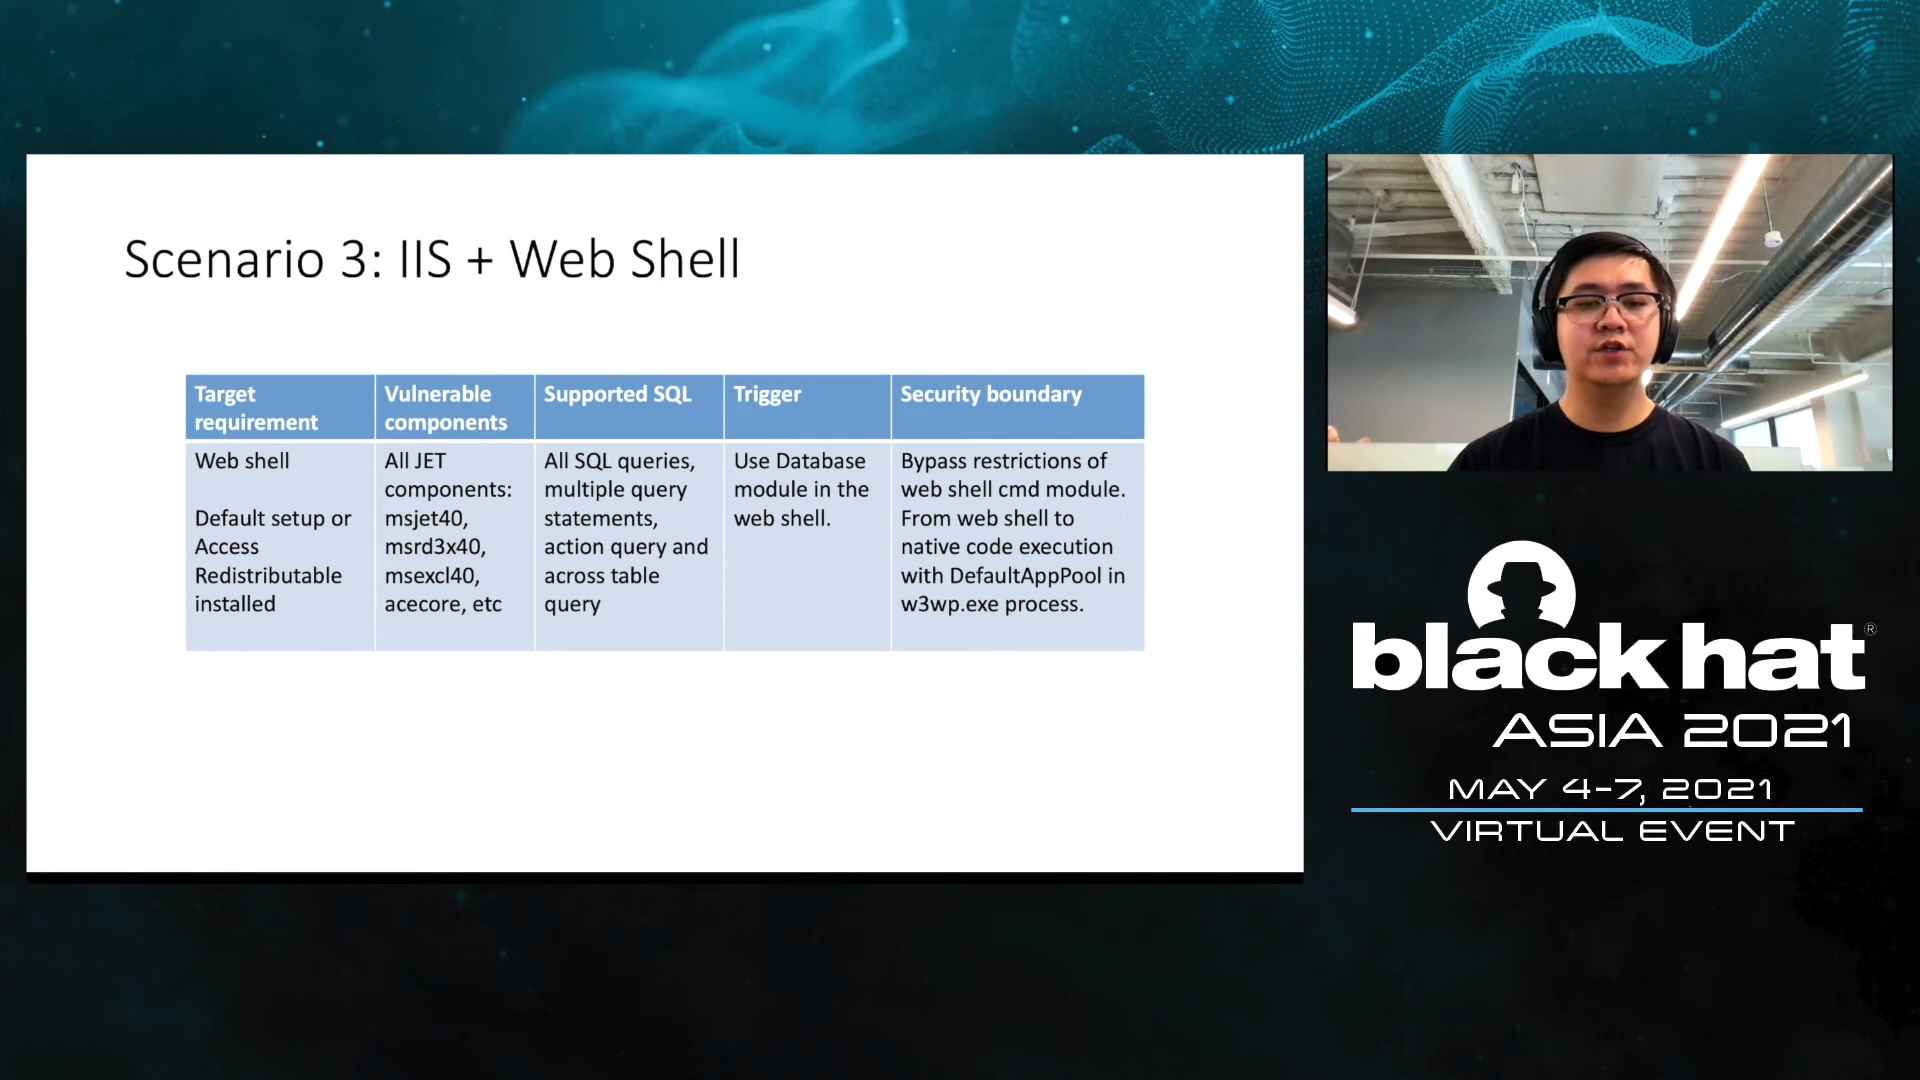 Scenario 3: IIS + Web Shell
Target
requirement
Vulnerable
components
Supported SQL
Trigger
Security boundary
Web shell
Default setup or
Access
Redistributable
installed
All JET
components:
msjet40,
msrd3x40,
msexcl40,
acecore, etc
All SQL queries,
multiple query
statements,
action query and
across table
query
Use Database
module in the
web shell.
Bypass restrictions of
web shell cmd module.
From web shell to
native code execution
with DefaultAppPool in
w3wp.exe process.
black hat®
ASIA 2021
MAY 4-7, 2021
VIRTUAL EVENT